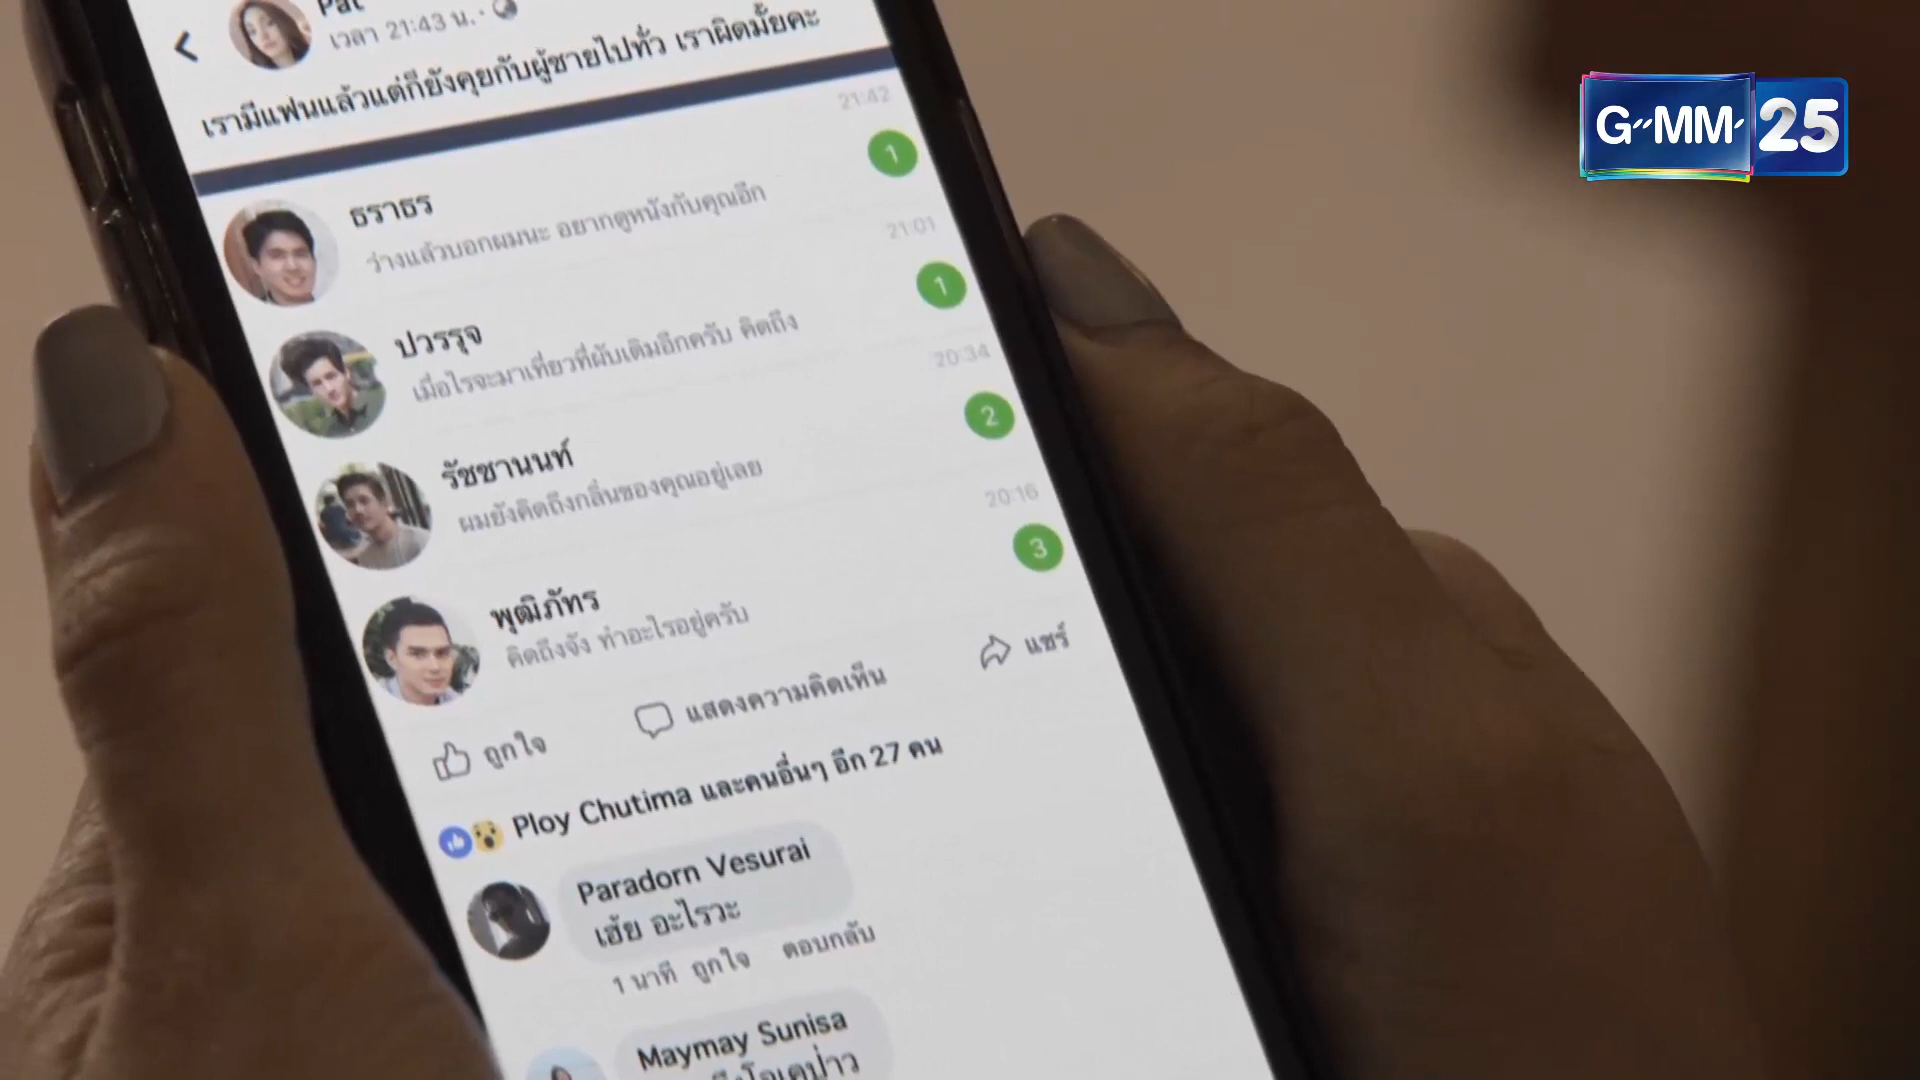 Pat
เวลา 21:43 น. ·
เรามีแฟนแล้วแต่ก็ยังคุยกับผู้ชายไปทั่ว เราผิดมั้ยคะ
G"MM' 25
21:42
ธราธร
1
ว่างแล้วบอกผมนะ อยากดูหนังกับคุณอีก
21:01
ปวรรุจ
1
เมื่อไรจะมาเที่ยวที่ผับเดิมอีกครับ คิดถึง
20:34
รัชชานนท์
2
ผมยังคิดถึงกลิ่นของคุณอยู่เลย
20:16
พุฒิภัทร
3
คิดถึงจัง ทำอะไรอยู่ครับ
ถูกใจ แสดงความคิดเห็น แชร์
Ploy Chutima และคนอื่นๆ อีก 27 คน
Paradorn Vesurai
เฮ้ย อะไรวะ
1 นาที ถูกใจ ตอบกลับ
Maymay Sunisa